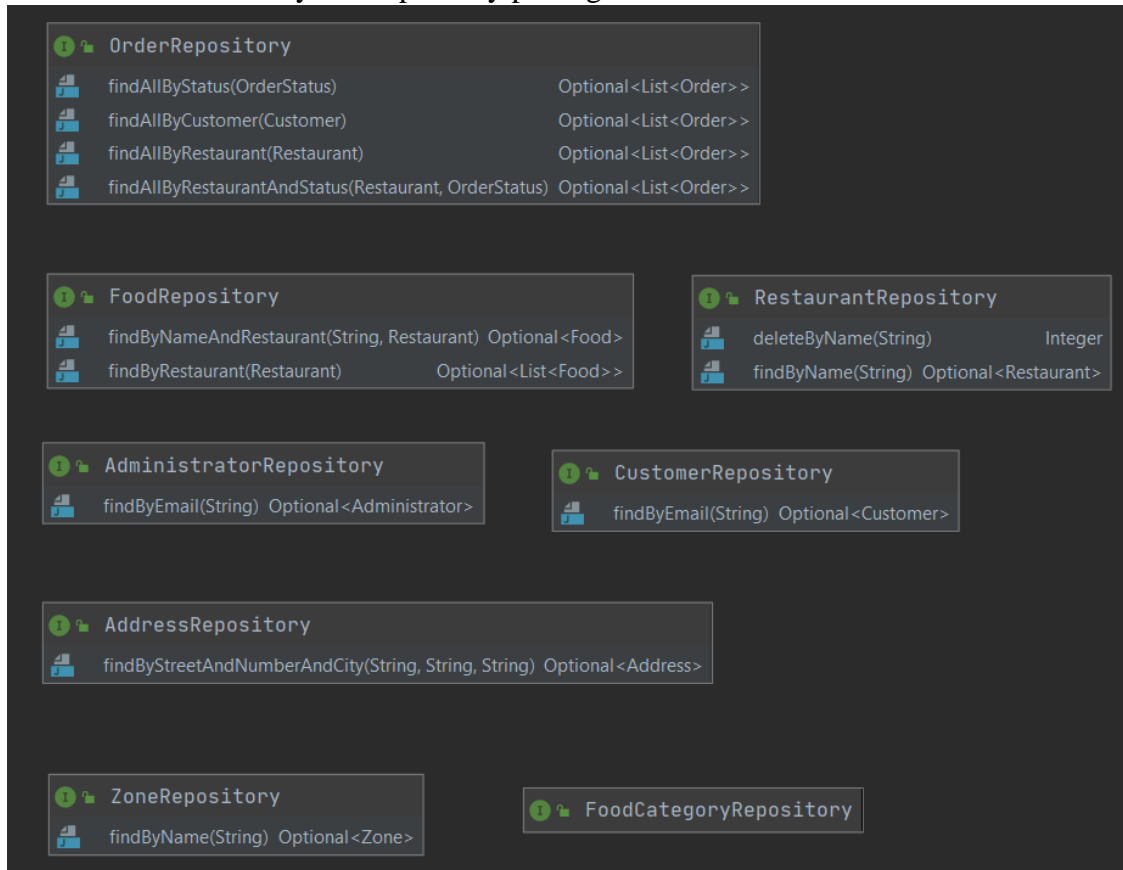 OrderRepository
findAllByStatus(OrderStatus) Optional<List<Order>>
findAllByCustomer(Customer) Optional<List<Order>>
findAllByRestaurant(Restaurant) Optional<List<Order>>
findAllByRestaurantAndStatus(Restaurant, OrderStatus) Optional<List<Order>>
FoodRepository
findByNameAndRestaurant(String, Restaurant) Optional<Food>
findByRestaurant(Restaurant) Optional<List<Food>>
RestaurantRepository
deleteByName(String) Integer
findByName(String) Optional<Restaurant>
AdministratorRepository
findByEmail(String) Optional<Administrator>
CustomerRepository
findByEmail(String) Optional<Customer>
AddressRepository
findByStreetAndNumberAndCity(String, String, String) Optional<Address>
ZoneRepository
findByName(String) Optional<Zone>
FoodCategoryRepository